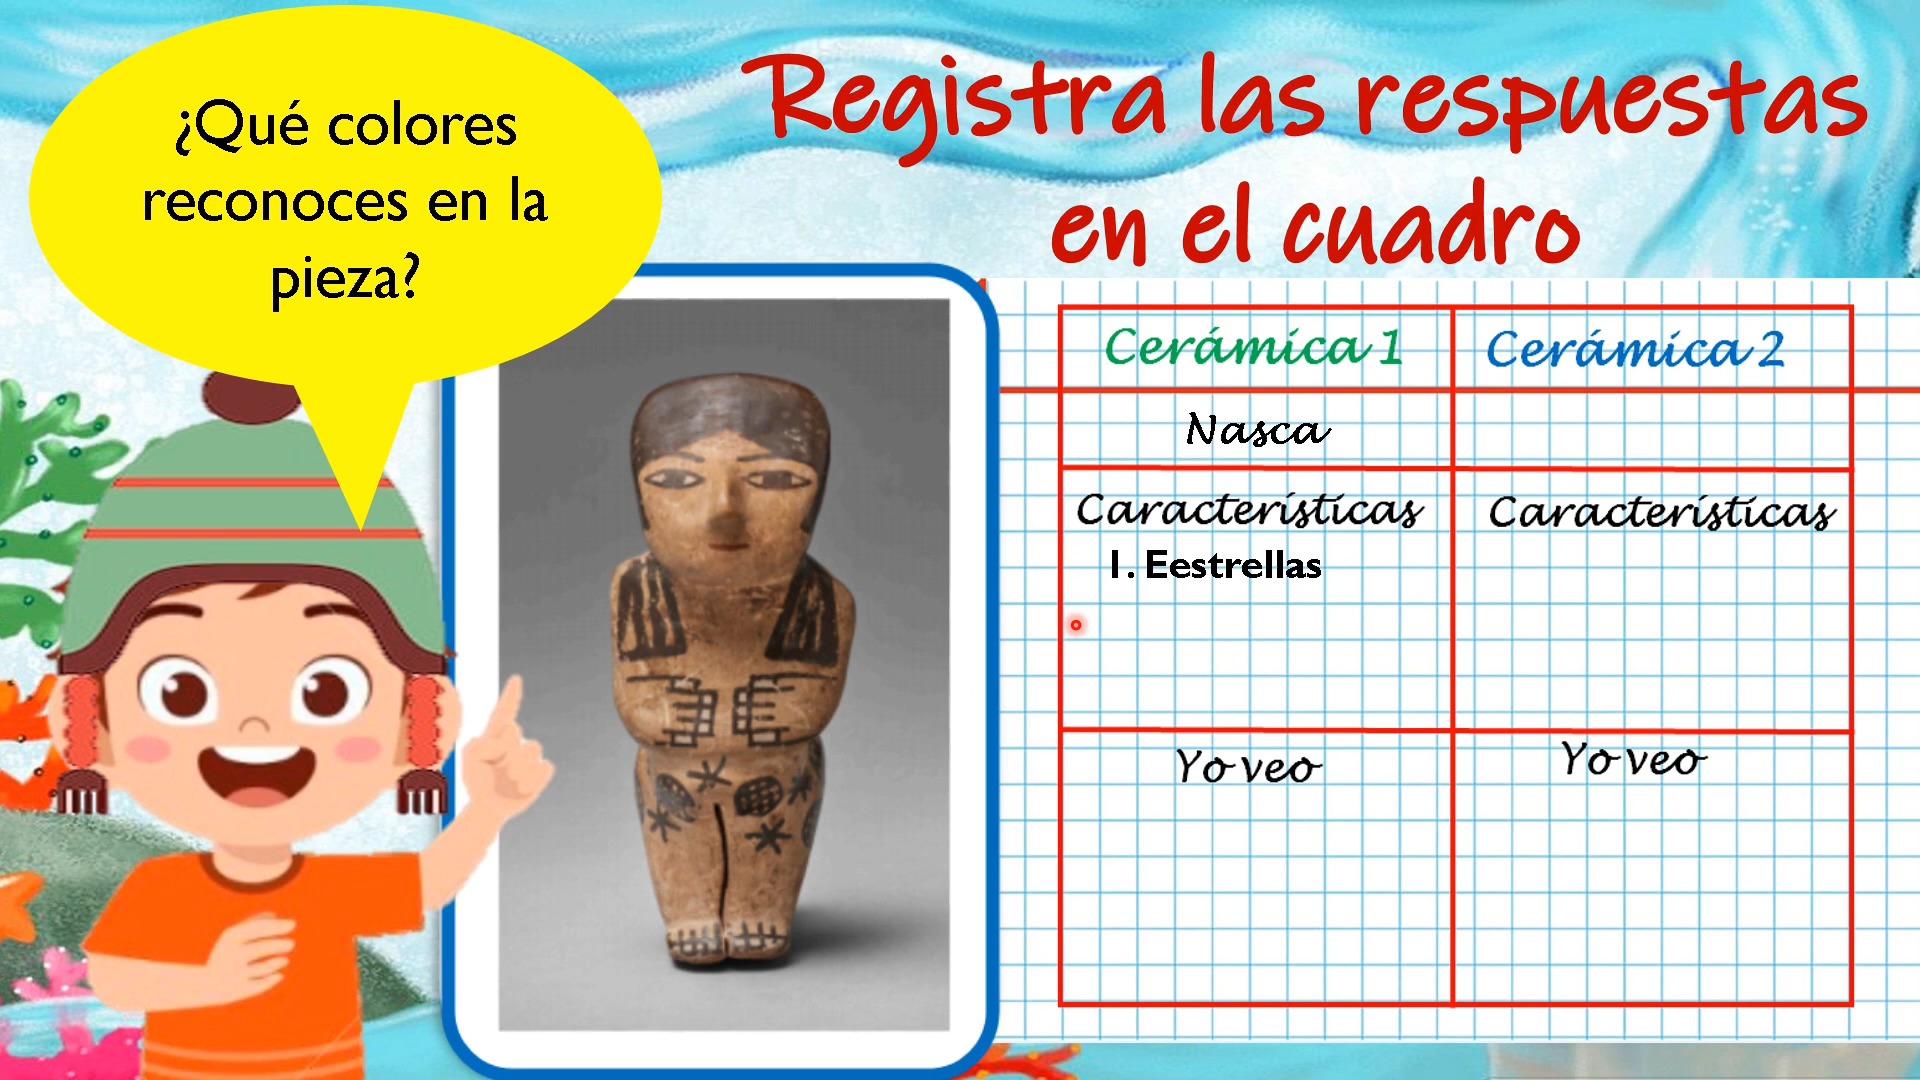 ¿Qué colores
reconoces en la
pieza?
Registra las respuestas
en el cuadro
Cerámica 1
Cerámica 2
Nasca
Características
Características
1. Eestrellas
Yo veo
Yo veo